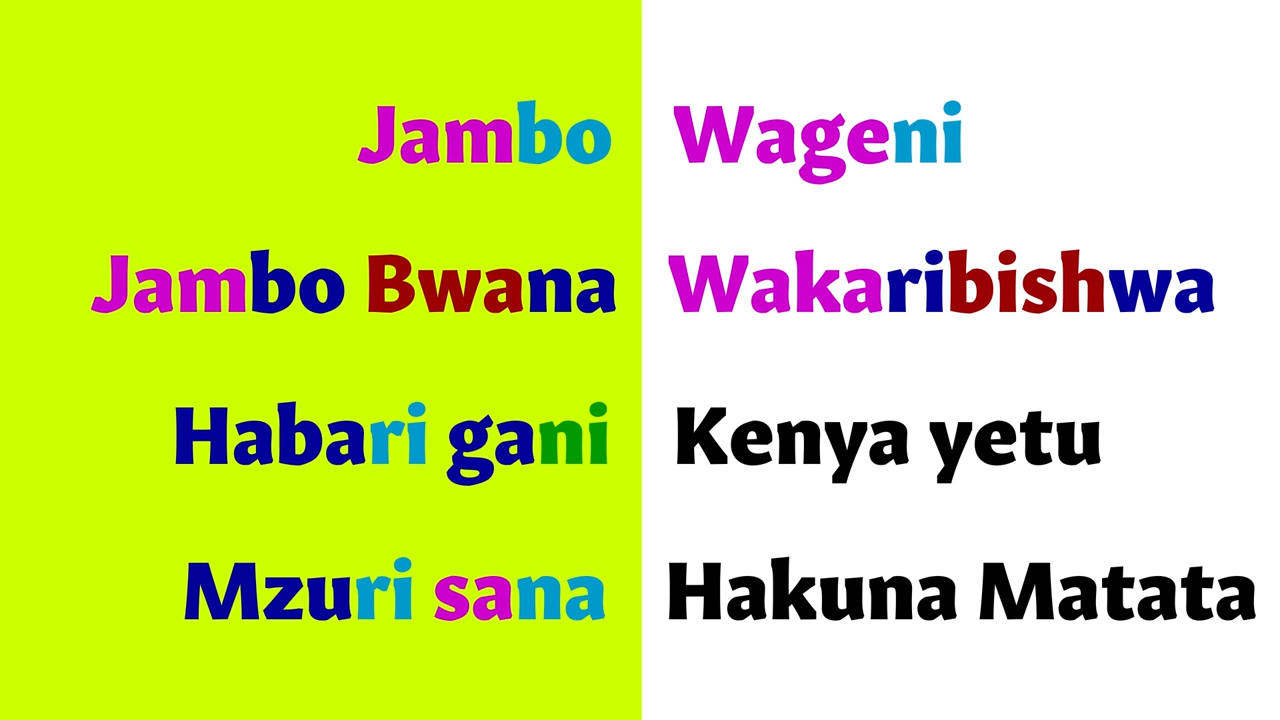 Jambo
Jambo Bwana
Habari gani
Mzuri sana
Wageni
Wakaribishwa
Kenya yetu
Hakuna Matata